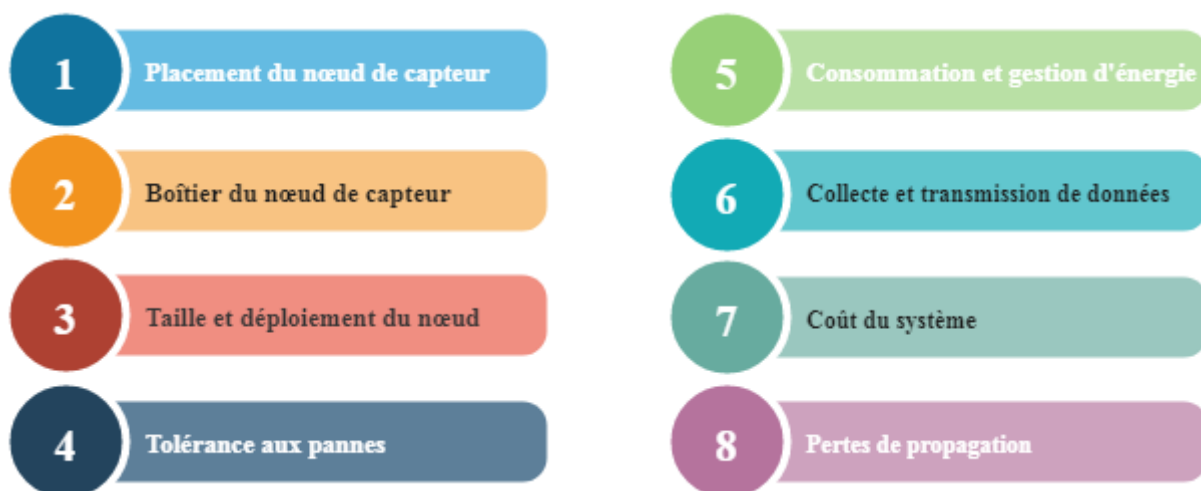 1
Placement du nœud de capteur
2
Boîtier du nœud de capteur
3
Taille et déploiement du nœud
4
Tolérance aux pannes
5
Consommation et gestion d'énergie
6
Collecte et transmission de données
7
Coût du système
8
Pertes de propagation